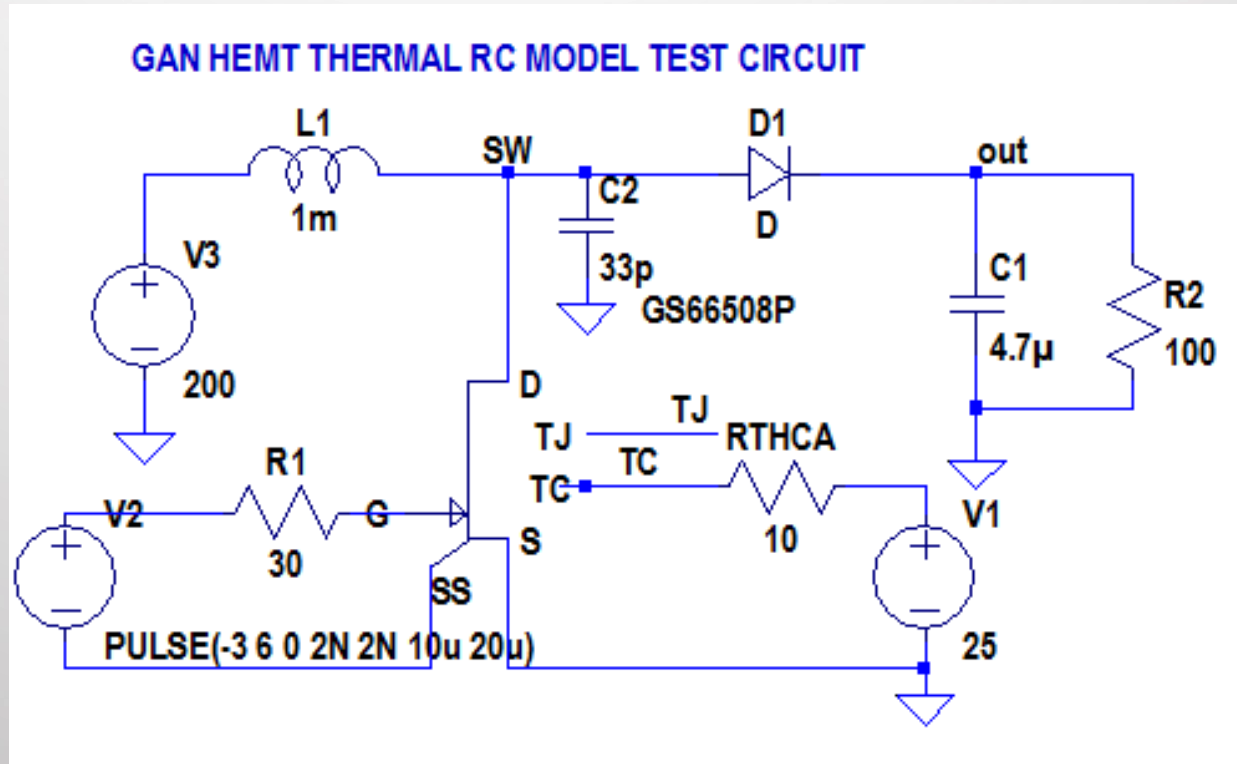 GAN HEMT THERMAL RC MODEL TEST CIRCUIT
L1
1m
SW
C2
33p
D1
D
out
V3
200
GS66508P
C1
4.7µ
R2
100
D
TJ
TJ
RTHCA
TC
TC
10
R1
30
G
S
SS
V2
PULSE(-3 6 0 2N 2N 10u 20µ)
V1
25